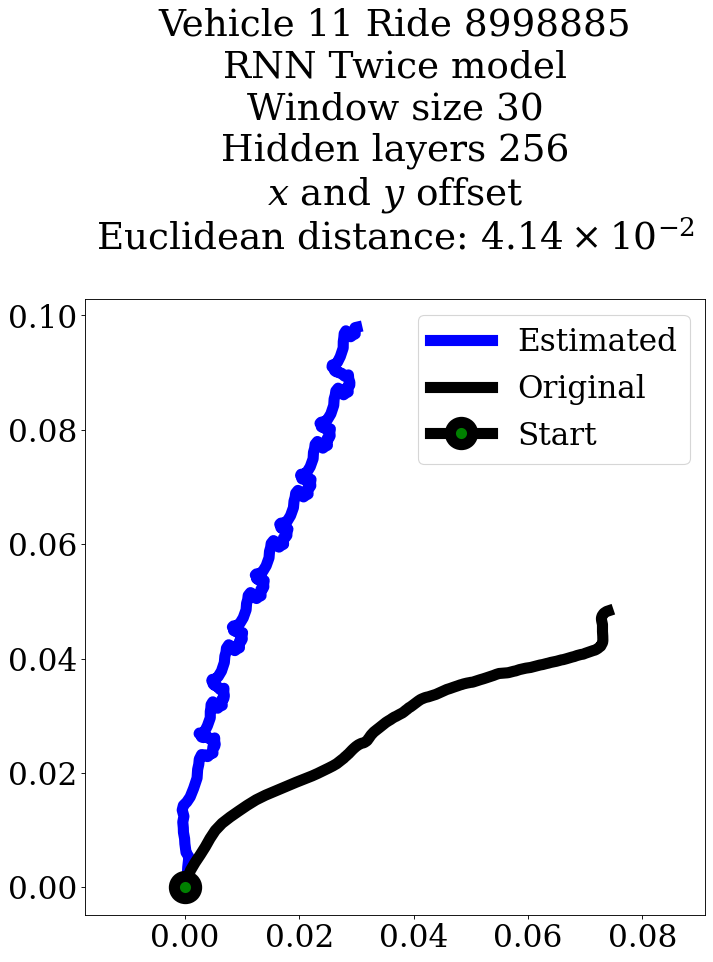 Vehicle 11 Ride 8998885
RNN Twice model
Window size 30
Hidden layers 256
x and y offset
Euclidean distance: 4.14 × 10⁻²
Estimated
Original
Start
0.10
0.08
0.06
0.04
0.02
0.00
0.00 0.02 0.04 0.06 0.08